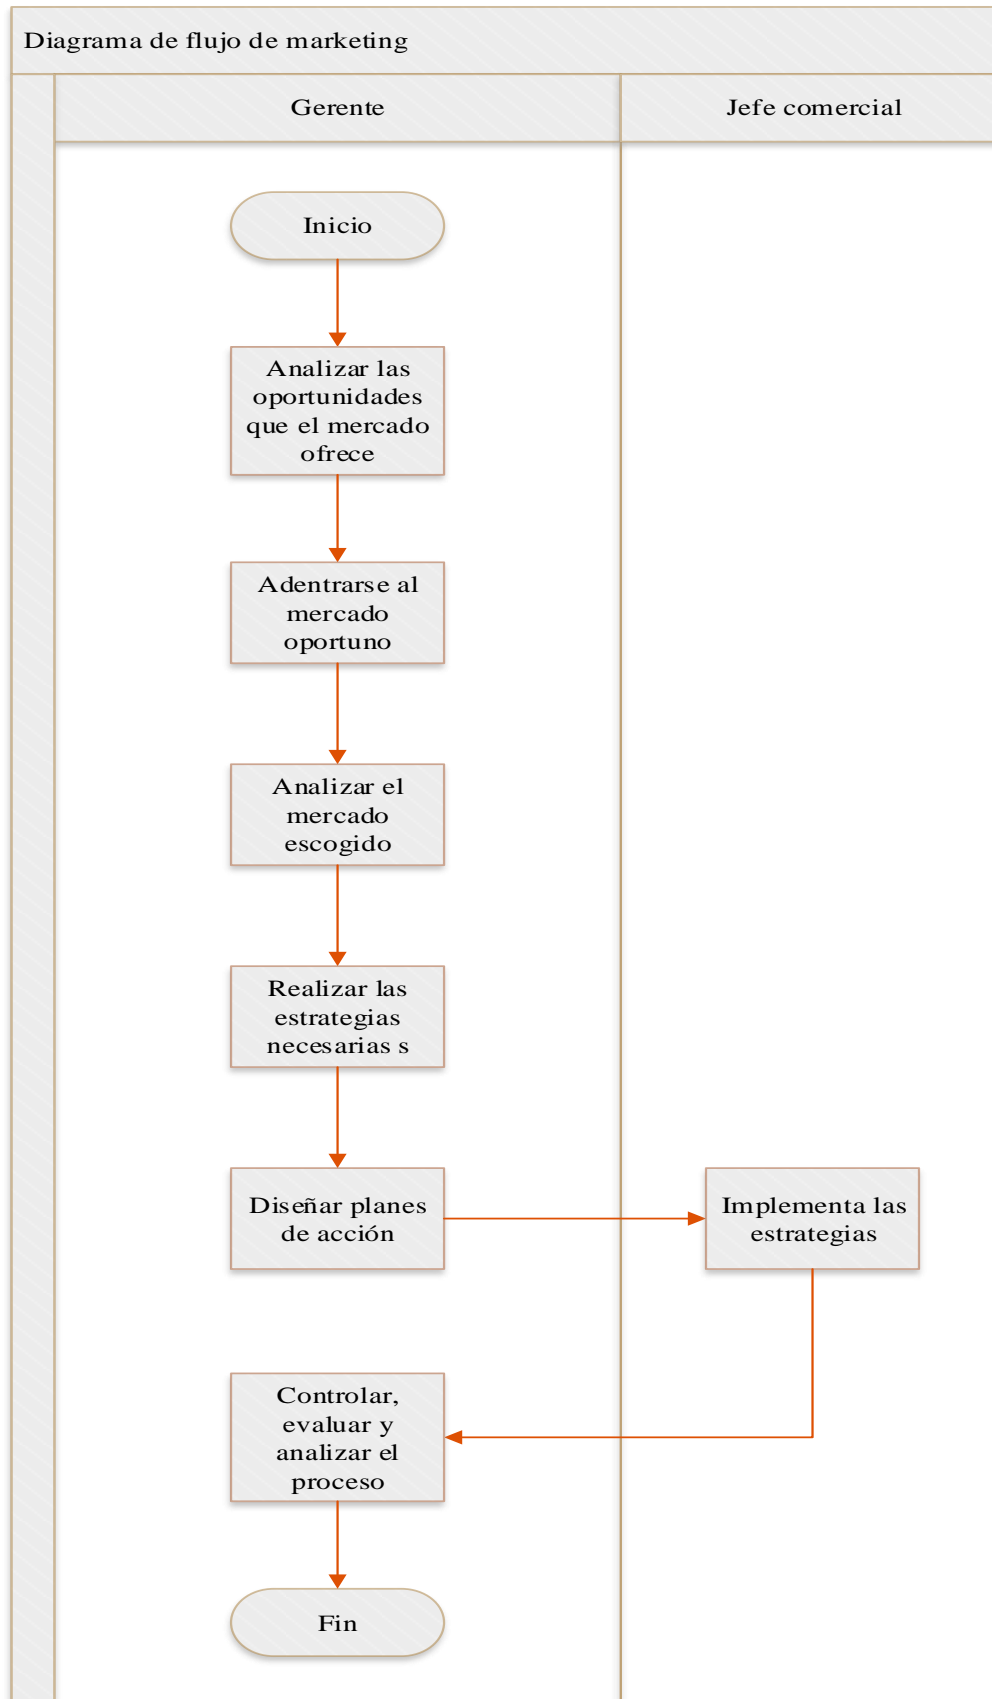 Diagrama de flujo de marketing
Gerente
Jefe comercial
Inicio
Analizar las
oportunidades
que el mercado
ofrece
Adentrarse al
mercado
oportuno
Analizar el
mercado
escogido
Realizar las
estrategias
necesarias s
Diseñar planes
de acción
Implementa las
estrategias
Controlar,
evaluar y
analizar el
proceso
Fin